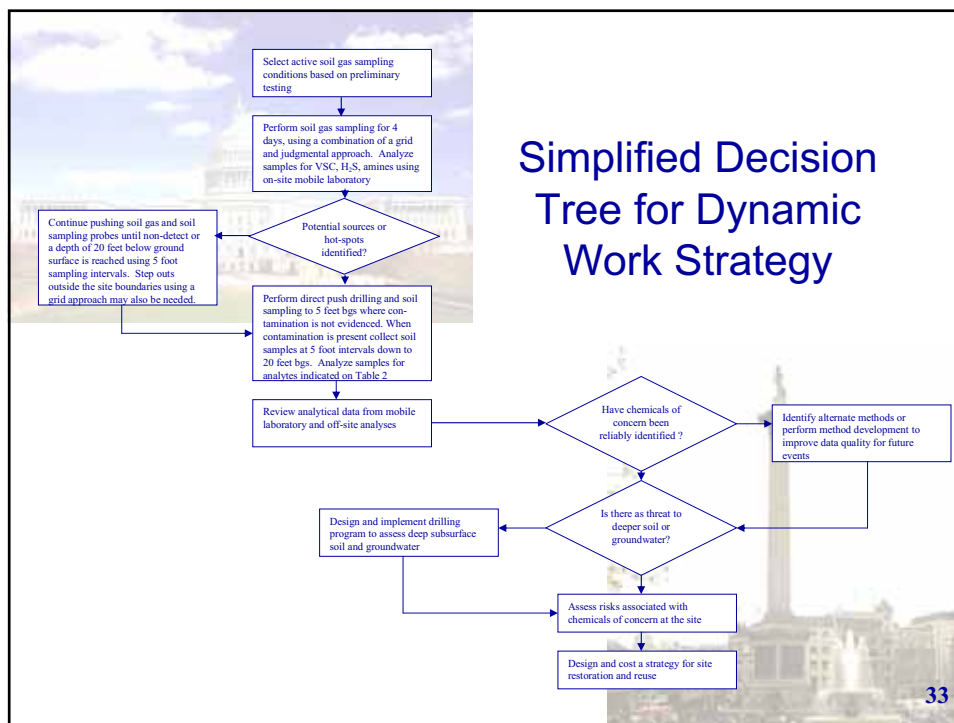 Simplified Decision
Tree for Dynamic
Work Strategy
Select active soil gas sampling
conditions based on preliminary
testing
Perform soil gas sampling for 4
days, using a combination of a grid
and judgmental approach. Analyze
samples for VSC, H₂S, amines using
on-site mobile laboratory
Potential sources or
hot-spots
identified?
Continue pushing soil gas and soil
sampling probes until non-detect or
a depth of 20 feet below ground
surface is reached using 5 foot
sampling intervals. Step outs
outside the site boundaries using a
grid approach may also be needed.
Perform direct push drilling and soil
sampling to 5 feet bgs where con-
tamination is not evidenced. When
contamination is present collect soil
samples at 5 foot intervals down to
20 feet bgs. Analyze samples for
analytes indicated on Table 2
Review analytical data from mobile
laboratory and off-site analyses
Have chemicals of
concern been
reliably identified ?
Identify alternate methods or
perform method development to
improve data quality for future
events
Is there as threat to
deeper soil or
groundwater?
Design and implement drilling
program to assess deep subsurface
soil and groundwater
Assess risks associated with
chemicals of concern at the site
Design and cost a strategy for site
restoration and reuse
33